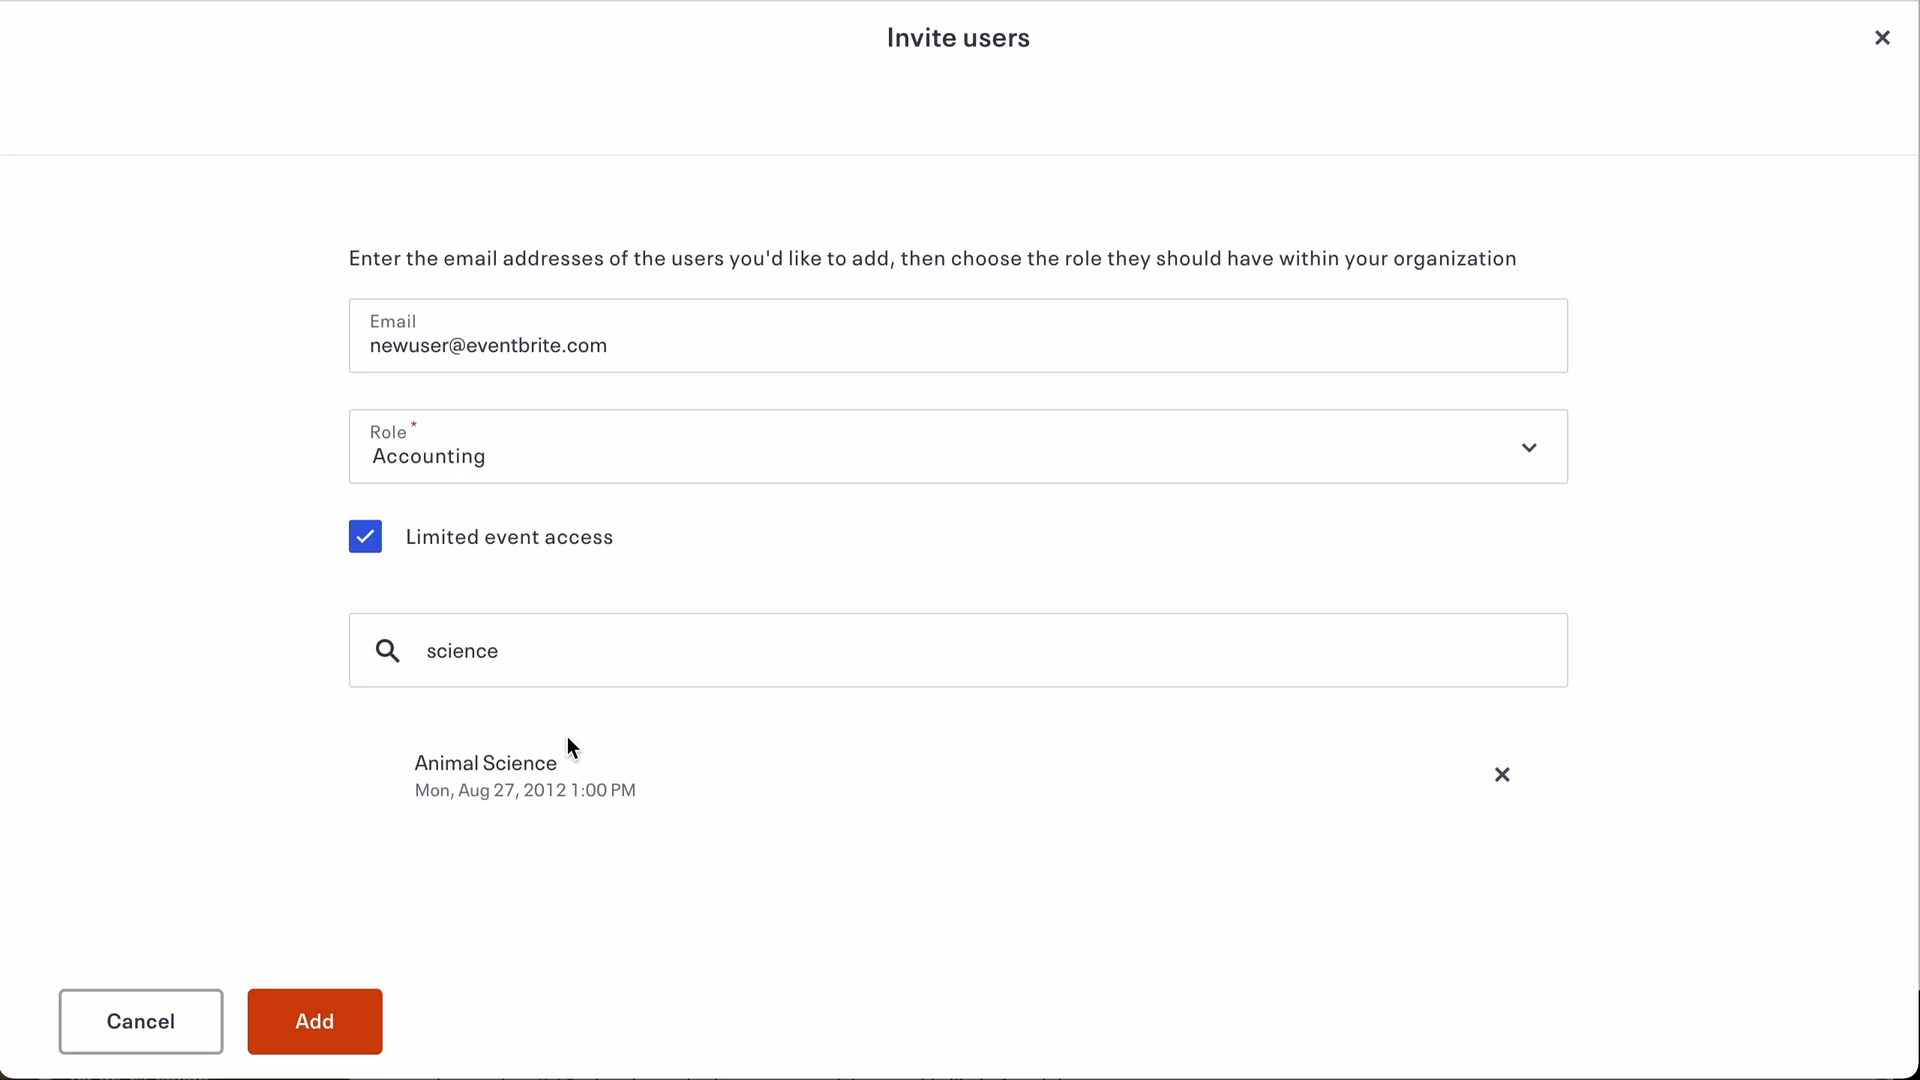 Invite users
Enter the email addresses of the users you'd like to add, then choose the role they should have within your organization
Email
newuser@eventbrite.com
Role *
Accounting
Limited event access
science
Animal Science
Mon, Aug 27, 2012 1:00 PM
Cancel
Add